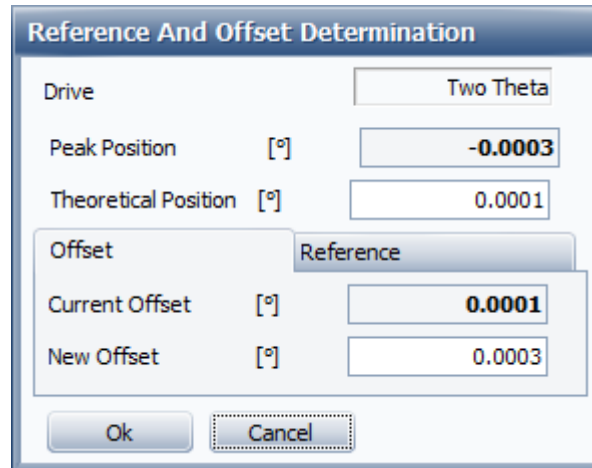 Reference And Offset Determination
Drive Two Theta
Peak Position [°] -0.0003
Theoretical Position [°] 0.0001
Offset Reference
Current Offset [°] 0.0001
New Offset [°] 0.0003
Ok Cancel